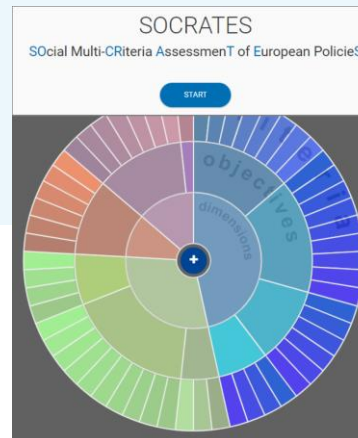 SOCRATES
SOcial Multi-CRiteria AssessmenT of European PolicieS
START
objectives
dimensions